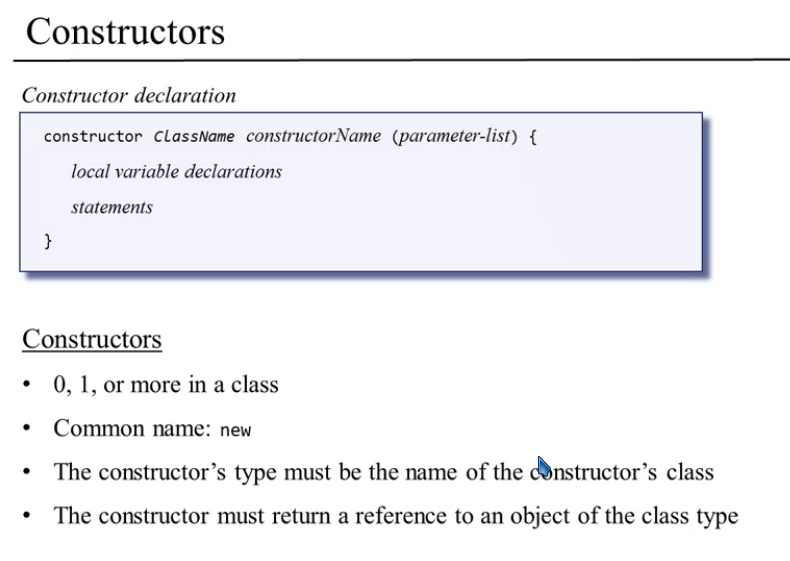 Constructors
Constructor declaration
constructor ClassName constructorName (parameter-list) {
local variable declarations
statements
}
Constructors
• 0, 1, or more in a class
• Common name: new
• The constructor’s type must be the name of the constructor’s class
• The constructor must return a reference to an object of the class type